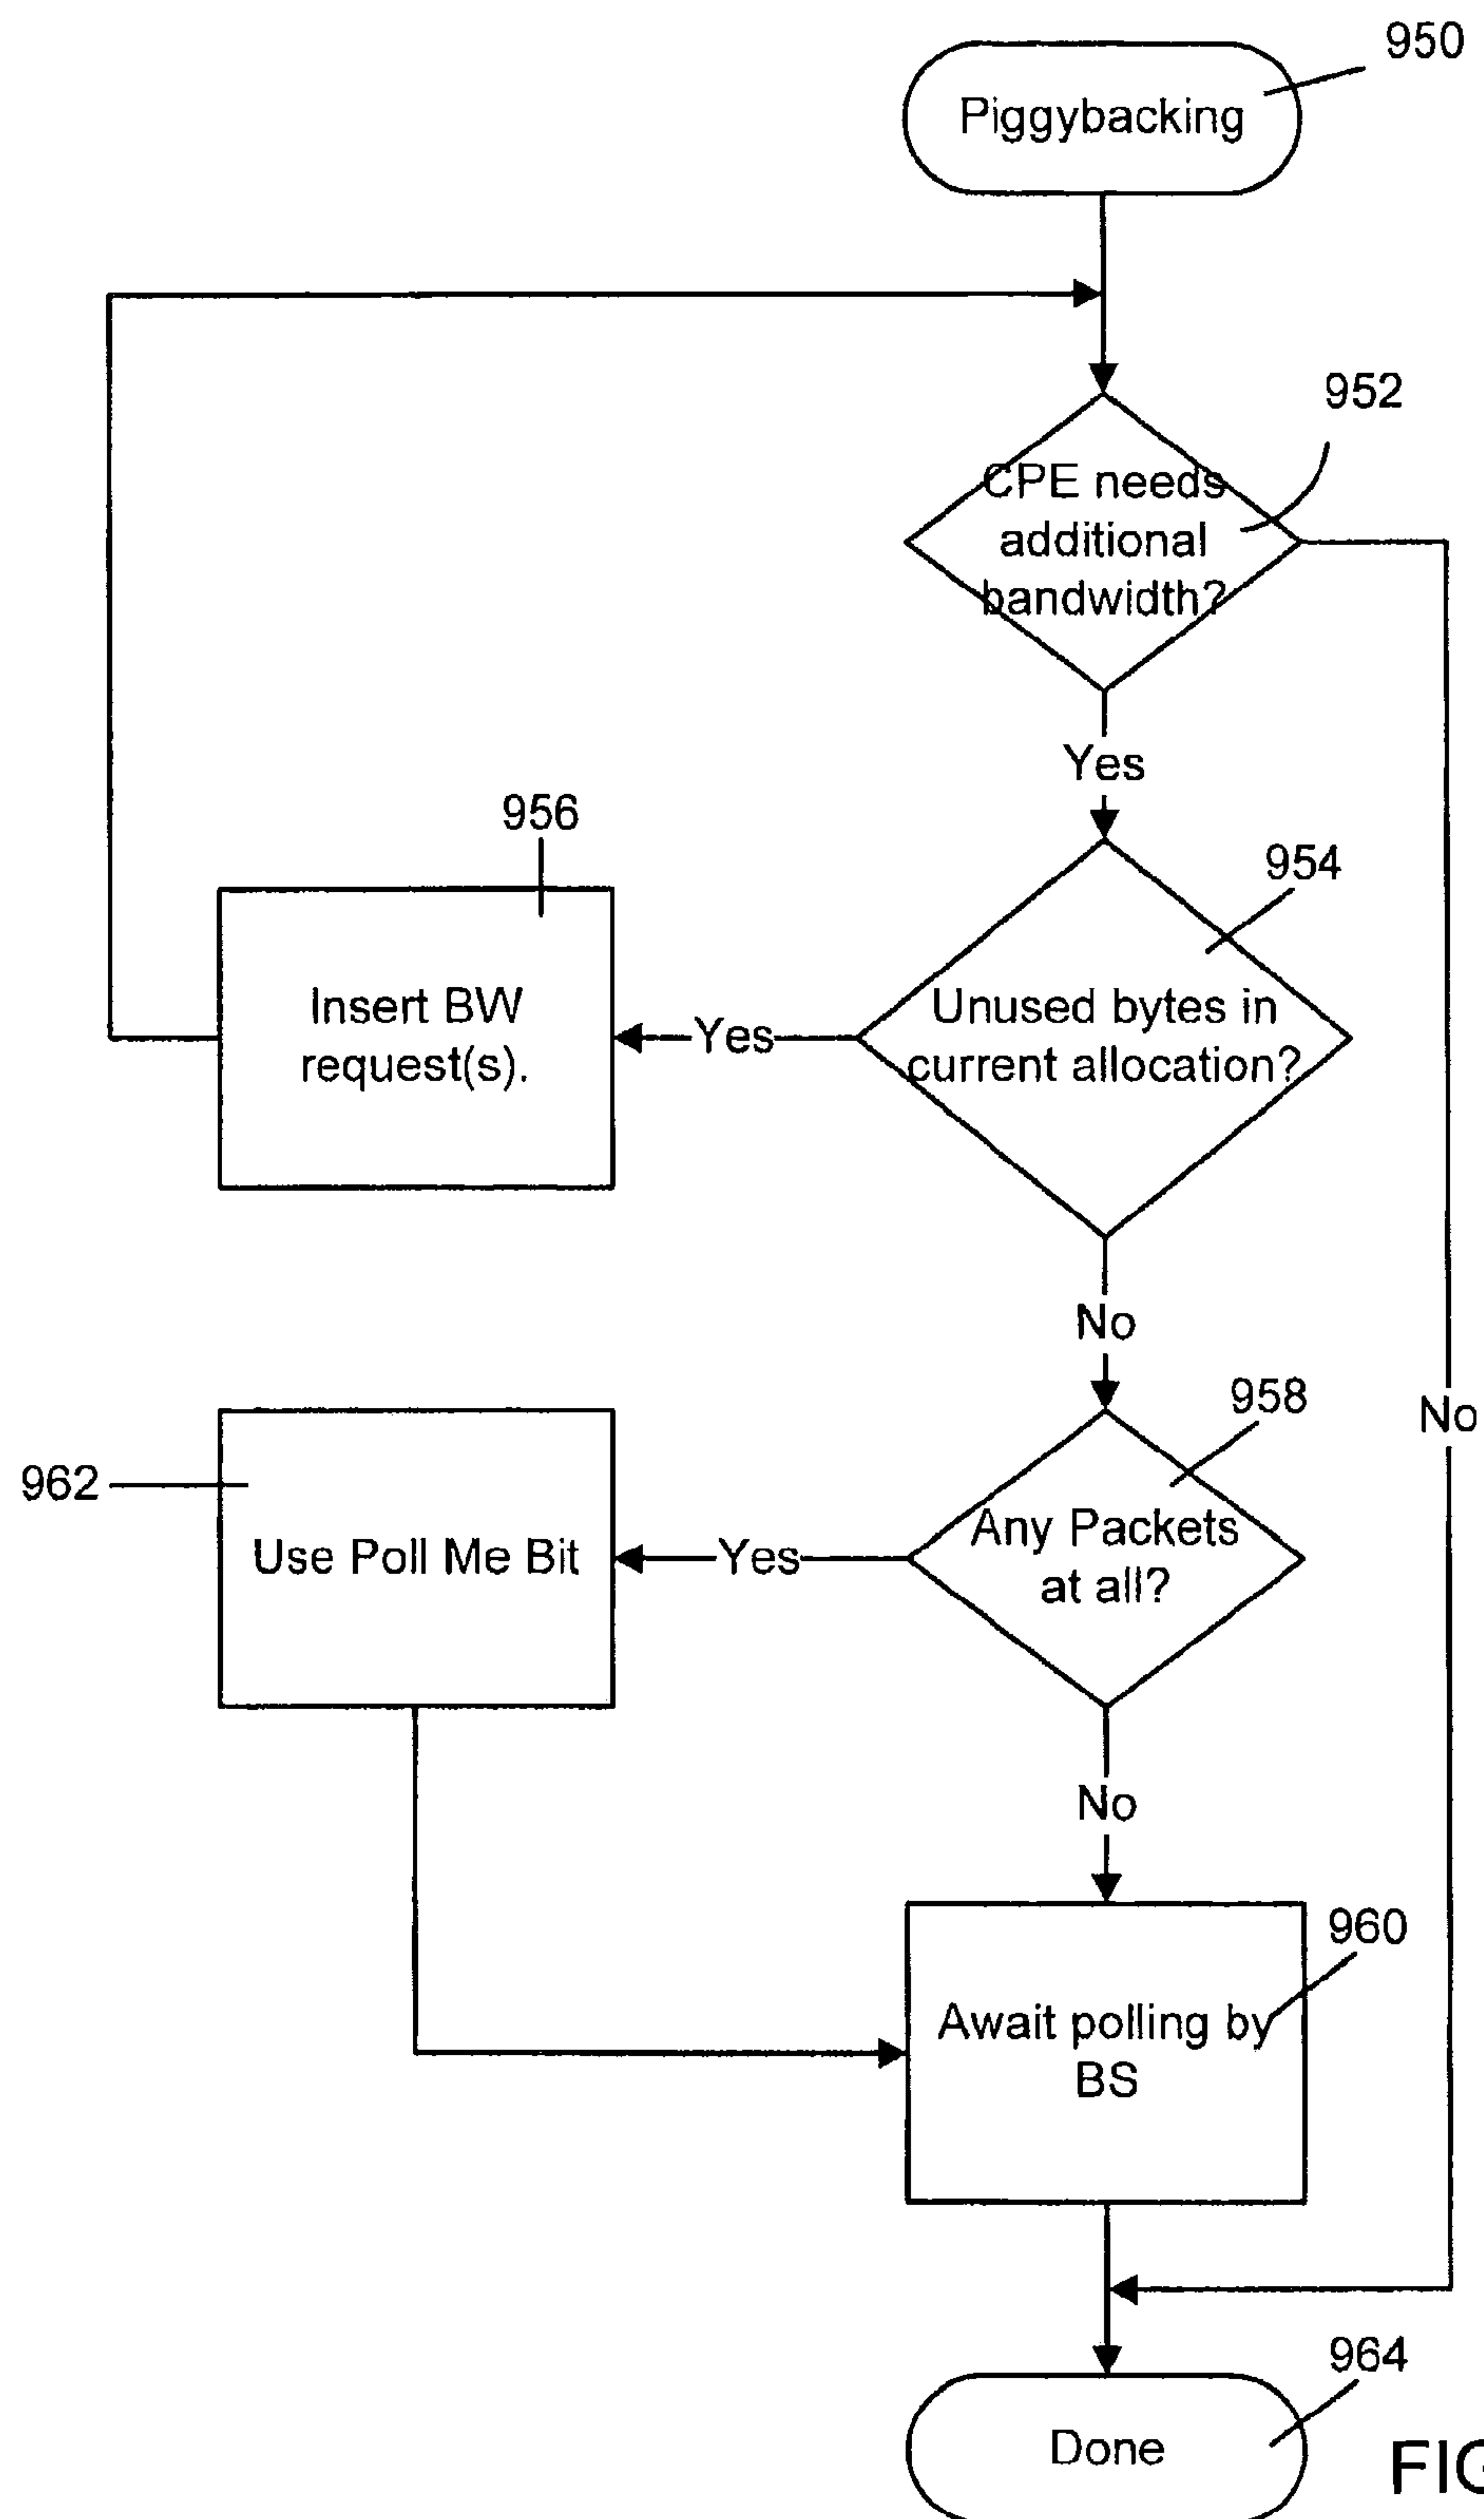 950
Piggybacking
952
CPE needs
additional
bandwidth?
Yes
956
954
Insert BW
request(s).
Yes
Unused bytes in
current allocation?
No
958
No
962
Use Poll Me Bit
Yes
Any Packets
at all?
No
960
Await polling by
BS
964
Done